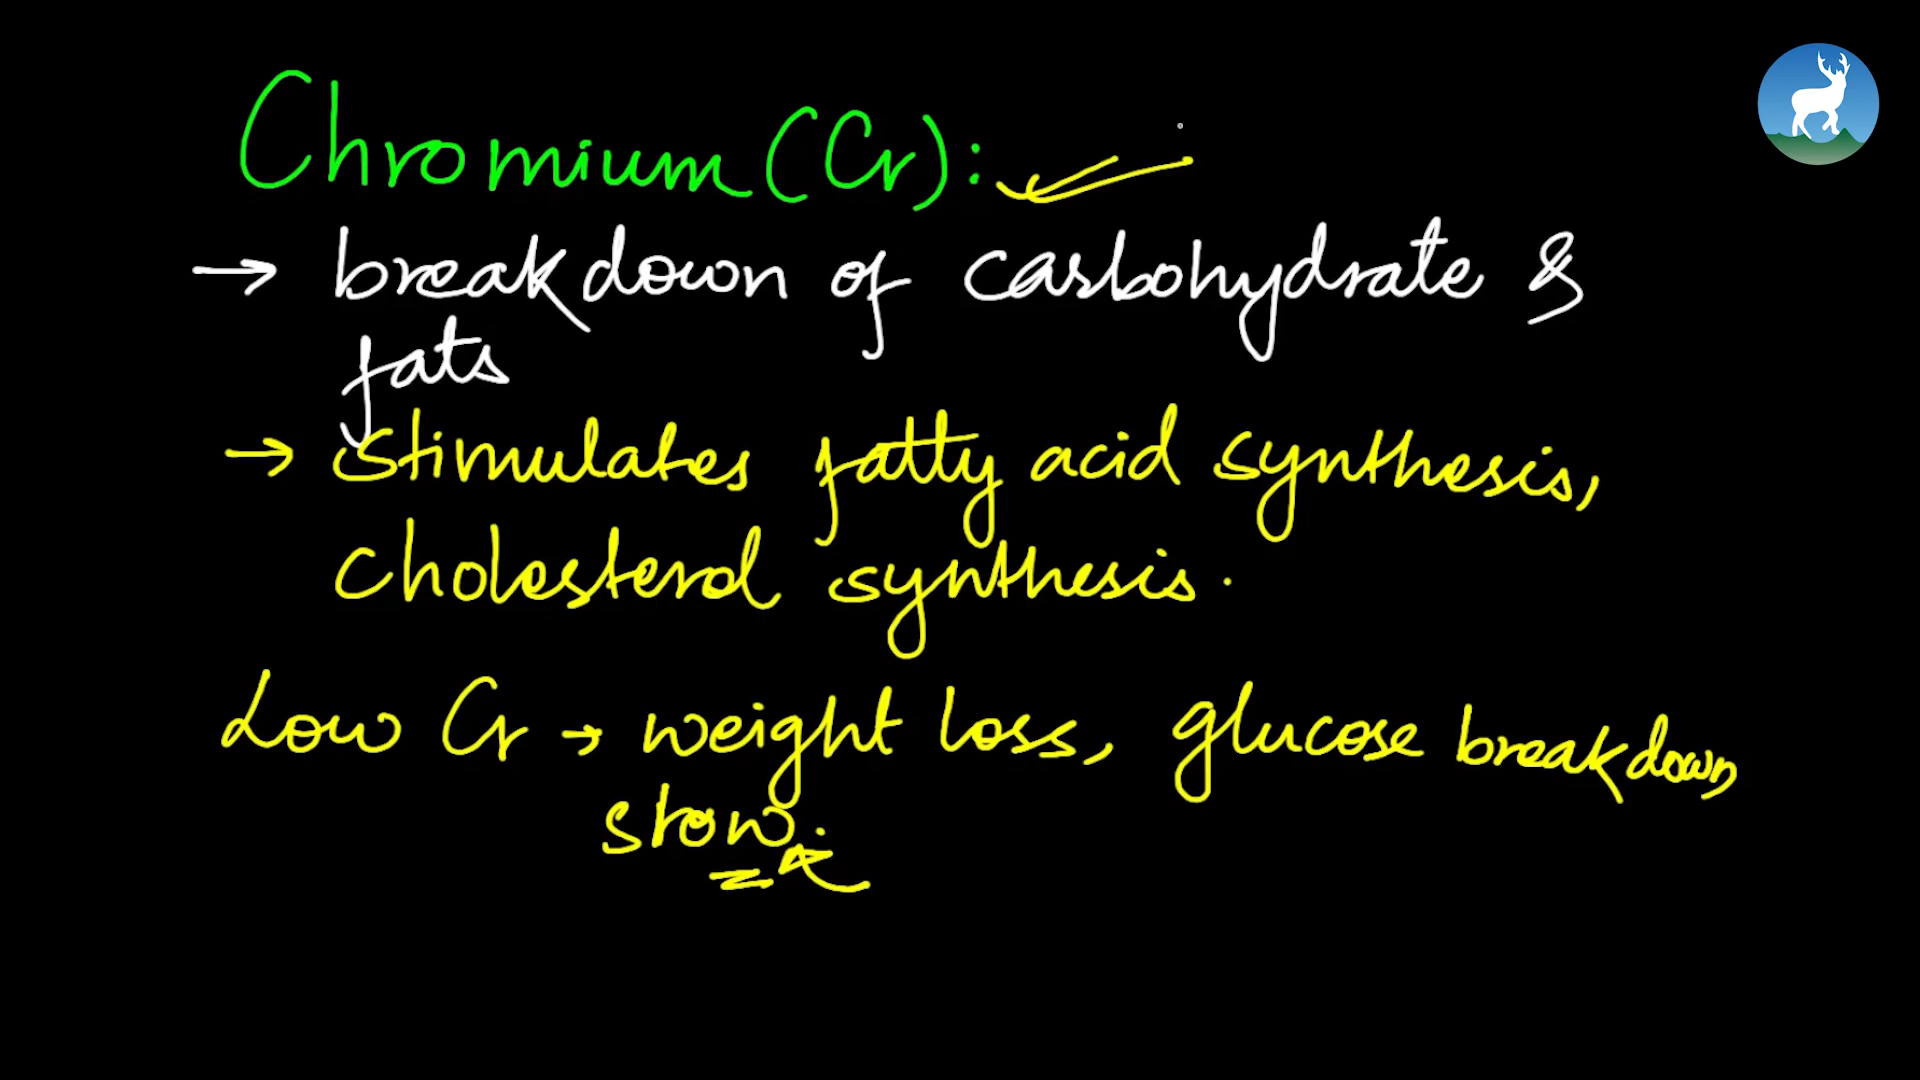 Chromium (Cr):
→ breakdown of carbohydrate &
fats
→ stimulates fatty acid synthesis,
cholesterol synthesis.
Low Cr → weight loss, glucose breakdown
slow.